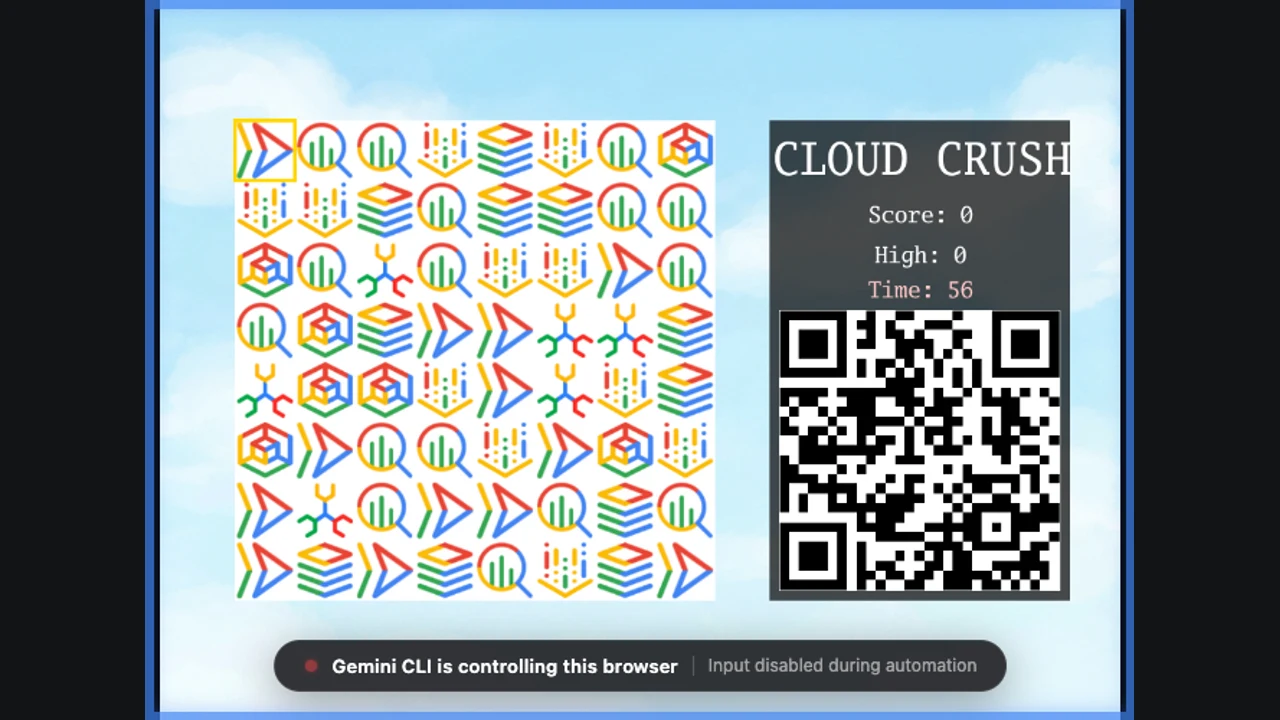 CLOUD CRUSH
Score: 0
High: 0
Time: 56
Gemini CLI is controlling this browser
Input disabled during automation